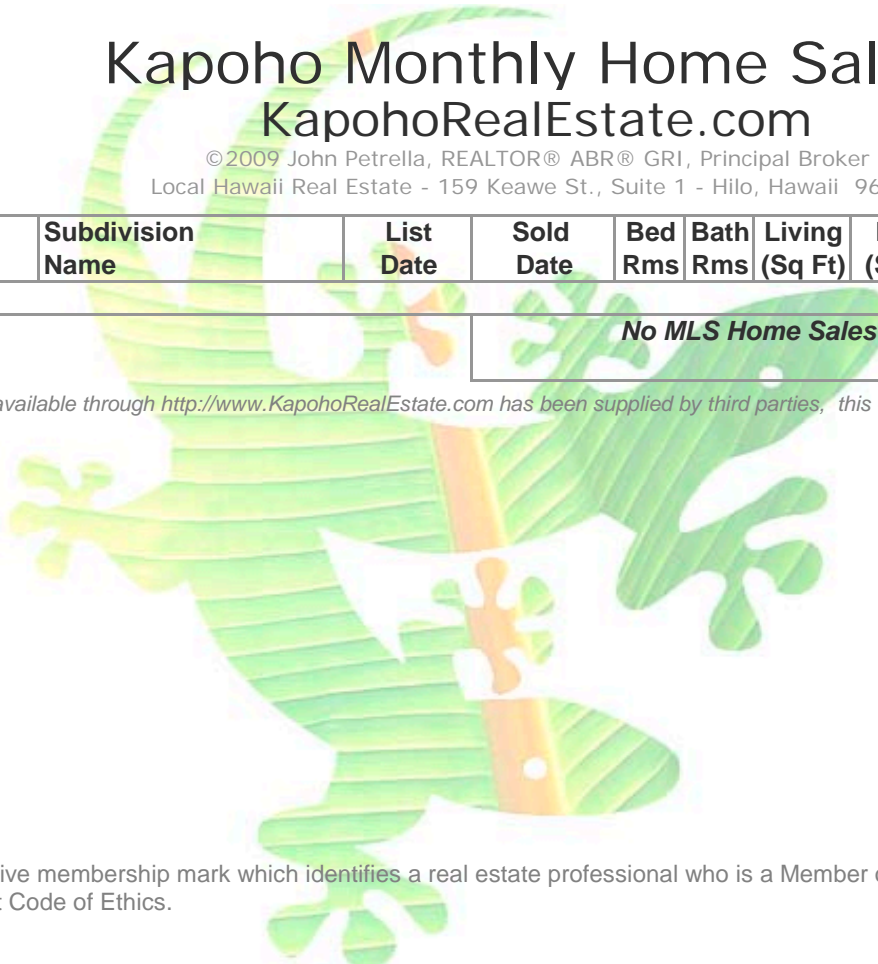 Kapoho Monthly Home Sal
KapohoRealEstate.com
©2009 John Petrella, REALTOR® ABR® GRI, Principal Broker
Local Hawaii Real Estate - 159 Keawe St., Suite 1 - Hilo, Hawaii 96
Subdivision List Sold Bed Bath Living
Name Date Date Rms Rms (Sq Ft) (S
No MLS Home Sales
available through http://www.KapohoRealEstate.com has been supplied by third parties, this
ive membership mark which identifies a real estate professional who is a Member o
t Code of Ethics.